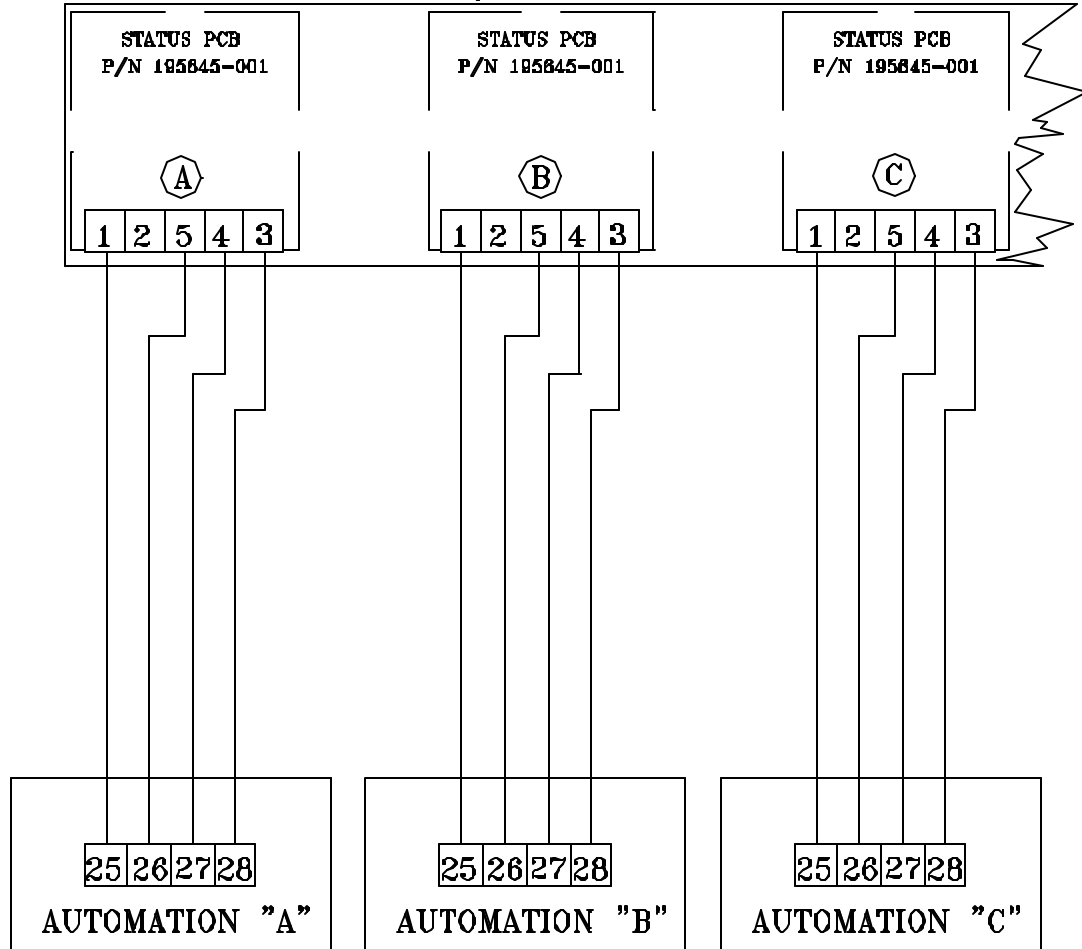 STATUS PCB STATUS PCB STATUS PCB
P/N 195645-001 P/N 195645-001 P/N 195645-001
A B C
1 2 5 4 3 1 2 5 4 3 1 2 5 4 3
25 26 27 28 25 26 27 28 25 26 27 28
AUTOMATION "A" AUTOMATION "B" AUTOMATION "C"